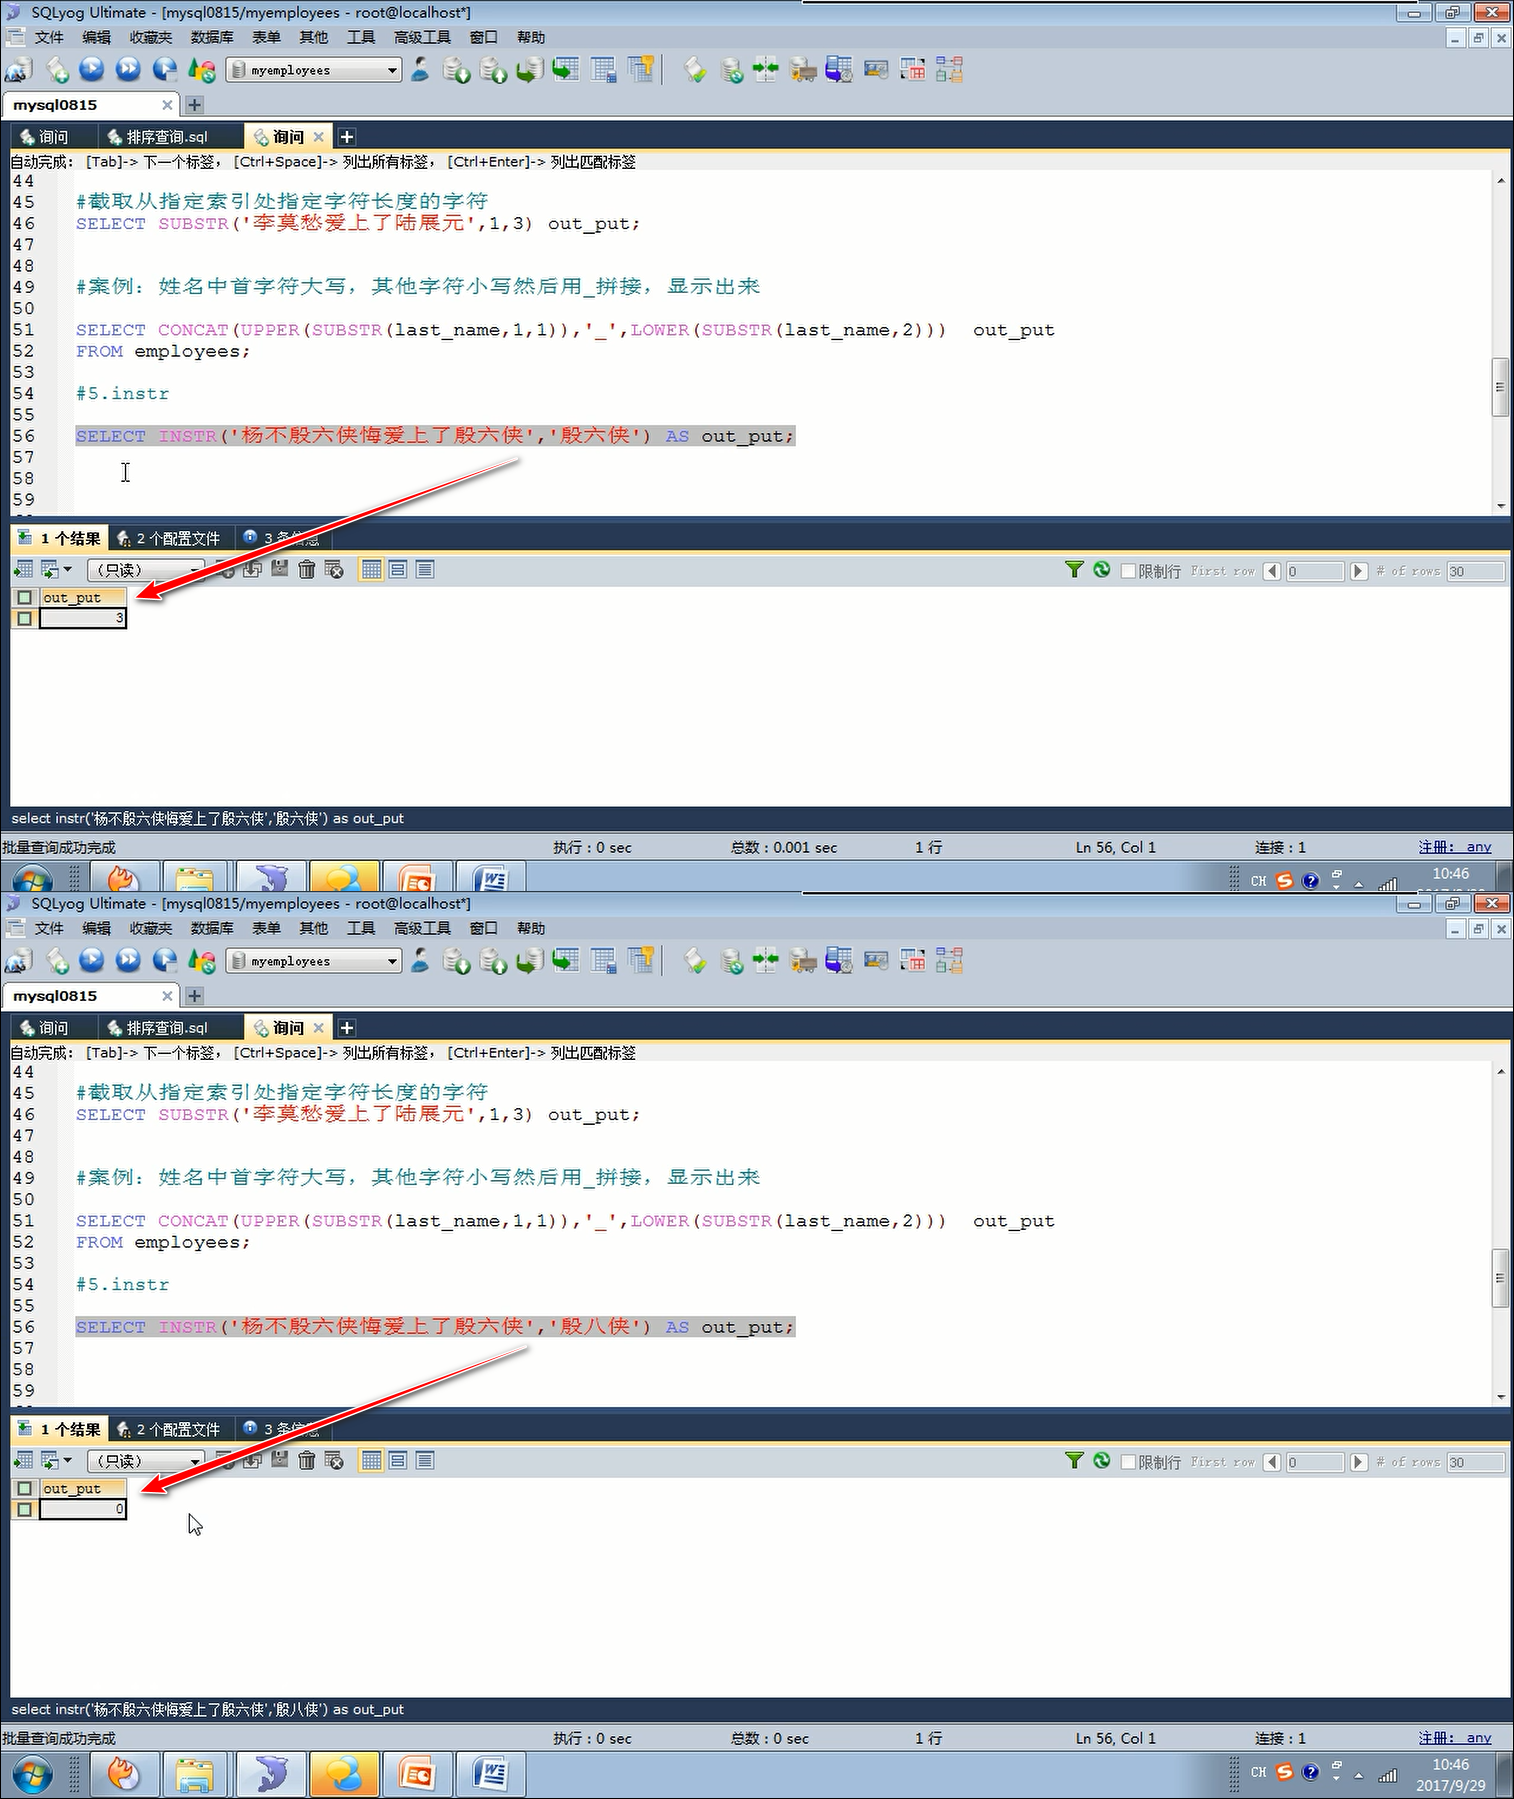 SQLyog Ultimate - [mysql0815/myemployees - root@localhost*]
文件 编辑 收藏夹 数据库 表单 其他 工具 高级工具 窗口 帮助
myemployees
mysql0815
询问 排序查询.sql 询问
自动完成： [Tab]-> 下一个标签， [Ctrl+Space]-> 列出所有标签， [Ctrl+Enter]-> 列出匹配标签
44
45 #截取从指定索引处指定字符长度的字符
46 SELECT SUBSTR('李莫愁爱上了陆展元',1,3) out_put;
47
48
49 #案例：姓名中首字符大写，其他字符小写然后用_拼接，显示出来
50
51 SELECT CONCAT(UPPER(SUBSTR(last_name,1,1)),'_',LOWER(SUBSTR(last_name,2))) out_put
52 FROM employees;
53
54 #5.instr
55
56 SELECT INSTR('杨不殷六侠悔爱上了殷六侠','殷六侠') AS out_put;
57
58
59
1 个结果 2 个配置文件 3 条信息
（只读） 限制行 First row 0 # of rows 30
out_put
3
select instr('杨不殷六侠悔爱上了殷六侠','殷六侠') as out_put
批量查询成功完成 执行：0 sec 总数：0.001 sec 1 行 Ln 56, Col 1 连接：1 注册： any
CH 10:46
SQLyog Ultimate - [mysql0815/myemployees - root@localhost*]
文件 编辑 收藏夹 数据库 表单 其他 工具 高级工具 窗口 帮助
myemployees
mysql0815
询问 排序查询.sql 询问
自动完成： [Tab]-> 下一个标签， [Ctrl+Space]-> 列出所有标签， [Ctrl+Enter]-> 列出匹配标签
44
45 #截取从指定索引处指定字符长度的字符
46 SELECT SUBSTR('李莫愁爱上了陆展元',1,3) out_put;
47
48
49 #案例：姓名中首字符大写，其他字符小写然后用_拼接，显示出来
50
51 SELECT CONCAT(UPPER(SUBSTR(last_name,1,1)),'_',LOWER(SUBSTR(last_name,2))) out_put
52 FROM employees;
53
54 #5.instr
55
56 SELECT INSTR('杨不殷六侠悔爱上了殷六侠','殷八侠') AS out_put;
57
58
59
1 个结果 2 个配置文件 3 条信息
（只读） 限制行 First row 0 # of rows 30
out_put
0
select instr('杨不殷六侠悔爱上了殷六侠','殷八侠') as out_put
批量查询成功完成 执行：0 sec 总数：0 sec 1 行 Ln 56, Col 1 连接：1 注册： any
CH 10:46
2017/9/29